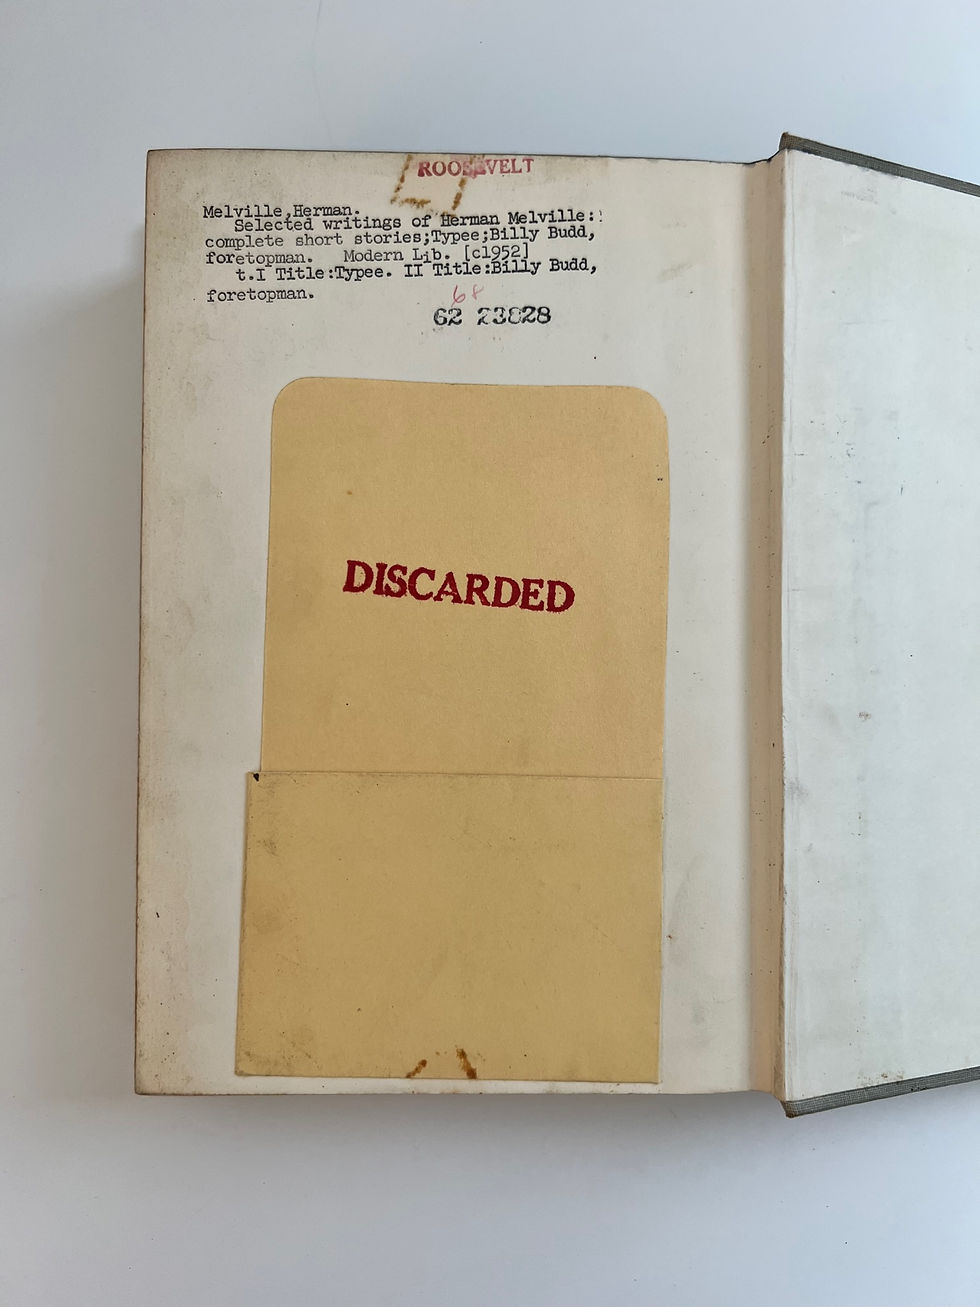 ROOSEVELT
Melville,Herman.
Selected writings of Herman Melville:
complete short stories;Typee;Billy Budd,
foretopman. Modern Lib. [c1952]
t.I Title:Typee. II Title:Billy Budd,
foretopman.
68
62 23828
DISCARDED